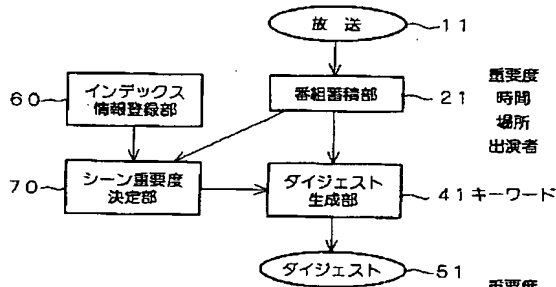 放送
11
重要度
60
インデックス
情報登録部
番組蓄積部
21
時間
場所
出演者
70
シーン重要度
決定部
ダイジェスト
生成部
41
キーワード
ダイジェスト
51
重要度